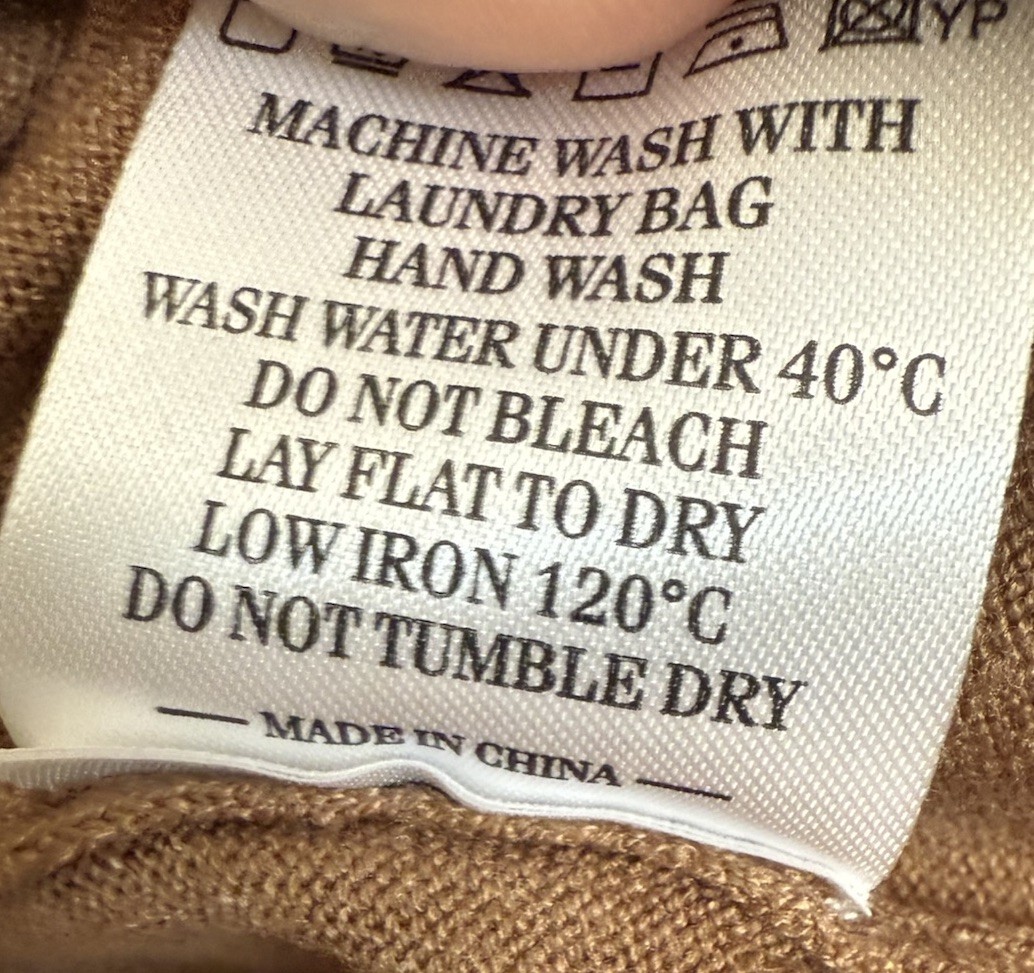 YP
MACHINE WASH WITH
LAUNDRY BAG
HAND WASH
WASH WATER UNDER 40°C
DO NOT BLEACH
LAY FLAT TO DRY
LOW IRON 120°C
DO NOT TUMBLE DRY
MADE IN CHINA